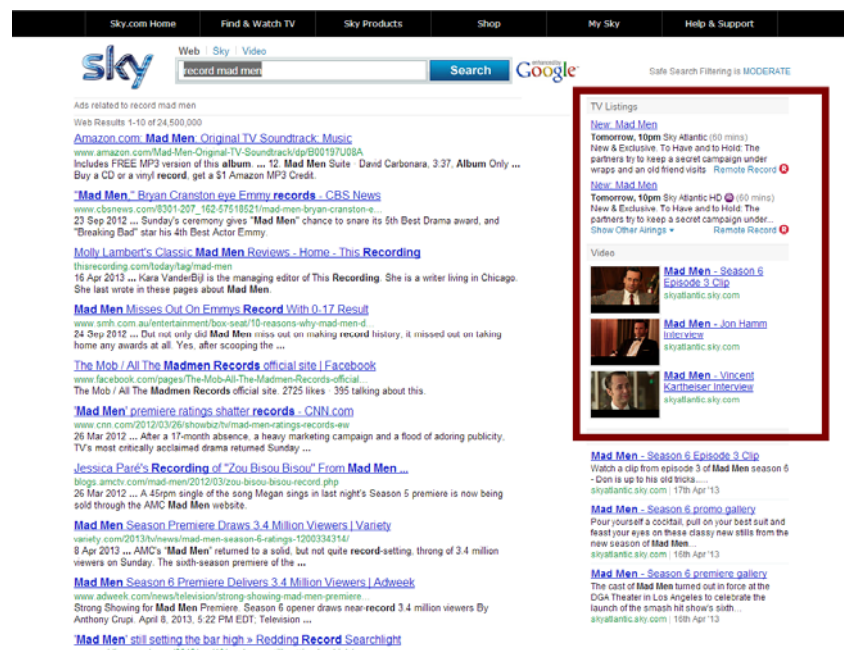 Sky.com Home Find & Watch TV Sky Products Shop My Sky Help & Support
sky
Web | Sky | Video
record mad men
Search
enhanced by Google
Safe Search Filtering is MODERATE
Ads related to record mad men
Web Results 1-10 of 24,500,000
Amazon.com: Mad Men: Original TV Soundtrack: Music
www.amazon.com/Mad-Men-Original-TV-Soundtrack/dp/B00197U08A
Includes FREE MP3 version of this album. ... 12. Mad Men Suite · David Carbonara, 3:37, Album Only ...
Buy a CD or a vinyl record, get a $1 Amazon MP3 Credit.
"Mad Men," Bryan Cranston eye Emmy records - CBS News
www.cbsnews.com/8301-207_162-57518521/mad-men-bryan-cranston-e...
23 Sep 2012 ... Sunday's ceremony gives "Mad Men" chance to snare its 5th Best Drama award, and
"Breaking Bad" star his 4th Best Actor Emmy.
Molly Lambert's Classic Mad Men Reviews - Home - This Recording
thisrecording.com/today/tag/mad-men
16 Apr 2013 ... Kara VanderBijl is the managing editor of This Recording. She is a writer living in Chicago.
She last wrote in these pages about Mad Men.
Mad Men Misses Out On Emmys Record With 0-17 Result
www.smh.com.au/entertainment/box-seat/10-reasons-why-mad-men-d...
24 Sep 2012 ... But not only did Mad Men miss out on making record history, it missed out on taking
home any awards at all. Yes, after scooping the ...
The Mob / All The Madmen Records official site | Facebook
www.facebook.com/pages/The-Mob-All-The-Madmen-Records-official...
The Mob / All The Madmen Records official site. 2725 likes · 395 talking about this.
'Mad Men' premiere ratings shatter records - CNN.com
www.cnn.com/2012/03/26/showbiz/tv/mad-men-ratings-records-ew
26 Mar 2012 ... After a 17-month absence, a heavy marketing campaign and a flood of adoring publicity,
TV's most critically acclaimed drama returned Sunday ...
Jessica Paré's Recording of "Zou Bisou Bisou" From Mad Men ...
blogs.amctv.com/mad-men/2012/03/zou-bisou-bisou-record.php
26 Mar 2012 ... A 45rpm single of the song Megan sings in last night's Season 5 premiere is now being
sold through the AMC Mad Men website.
Mad Men Season Premiere Draws 3.4 Million Viewers | Variety
variety.com/2013/tv/news/mad-men-season-6-ratings-1200334314/
8 Apr 2013 ... AMC's "Mad Men" returned to a solid, but not quite record-setting, throng of 3.4 million
viewers on Sunday. The sixth-season premiere of the ...
Mad Men Season 6 Premiere Delivers 3.4 Million Viewers | Adweek
www.adweek.com/news/television/strong-showing-mad-men-premiere...
Strong Showing for Mad Men Premiere. Season 6 opener draws near-record 3.4 million viewers By
Anthony Crupi. April 8, 2013, 5:22 PM EDT; Television ...
'Mad Men' still setting the bar high » Redding Record Searchlight
TV Listings
New: Mad Men
Tomorrow, 10pm Sky Atlantic (60 mins)
New & Exclusive. To Have and to Hold: The
partners try to keep a secret campaign under
wraps and an old friend visits Remote Record R
New: Mad Men
Tomorrow, 10pm Sky Atlantic HD (60 mins)
New & Exclusive. To Have and to Hold: The
partners try to keep a secret campaign under...
Show Other Airings Remote Record R
Video
Mad Men - Season 6
Episode 3 Clip
skyatlantic.sky.com
Mad Men - Jon Hamm
Interview
skyatlantic.sky.com
Mad Men - Vincent
Kartheiser Interview
skyatlantic.sky.com
Mad Men - Season 6 Episode 3 Clip
Watch a clip from episode 3 of Mad Men season 6
- Don is up to his old tricks.....
skyatlantic.sky.com | 17th Apr '13
Mad Men - Season 6 promo gallery
Pour yourself a cocktail, pull on your best suit and
feast your eyes on these classy new stills from the
new season of Mad Men...
skyatlantic.sky.com | 16th Apr '13
Mad Men - Season 6 premiere gallery
The cast of Mad Men turned out in force at the
DGA Theater in Los Angeles to celebrate the
launch of the smash hit show's sixth...
skyatlantic.sky.com | 16th Apr '13